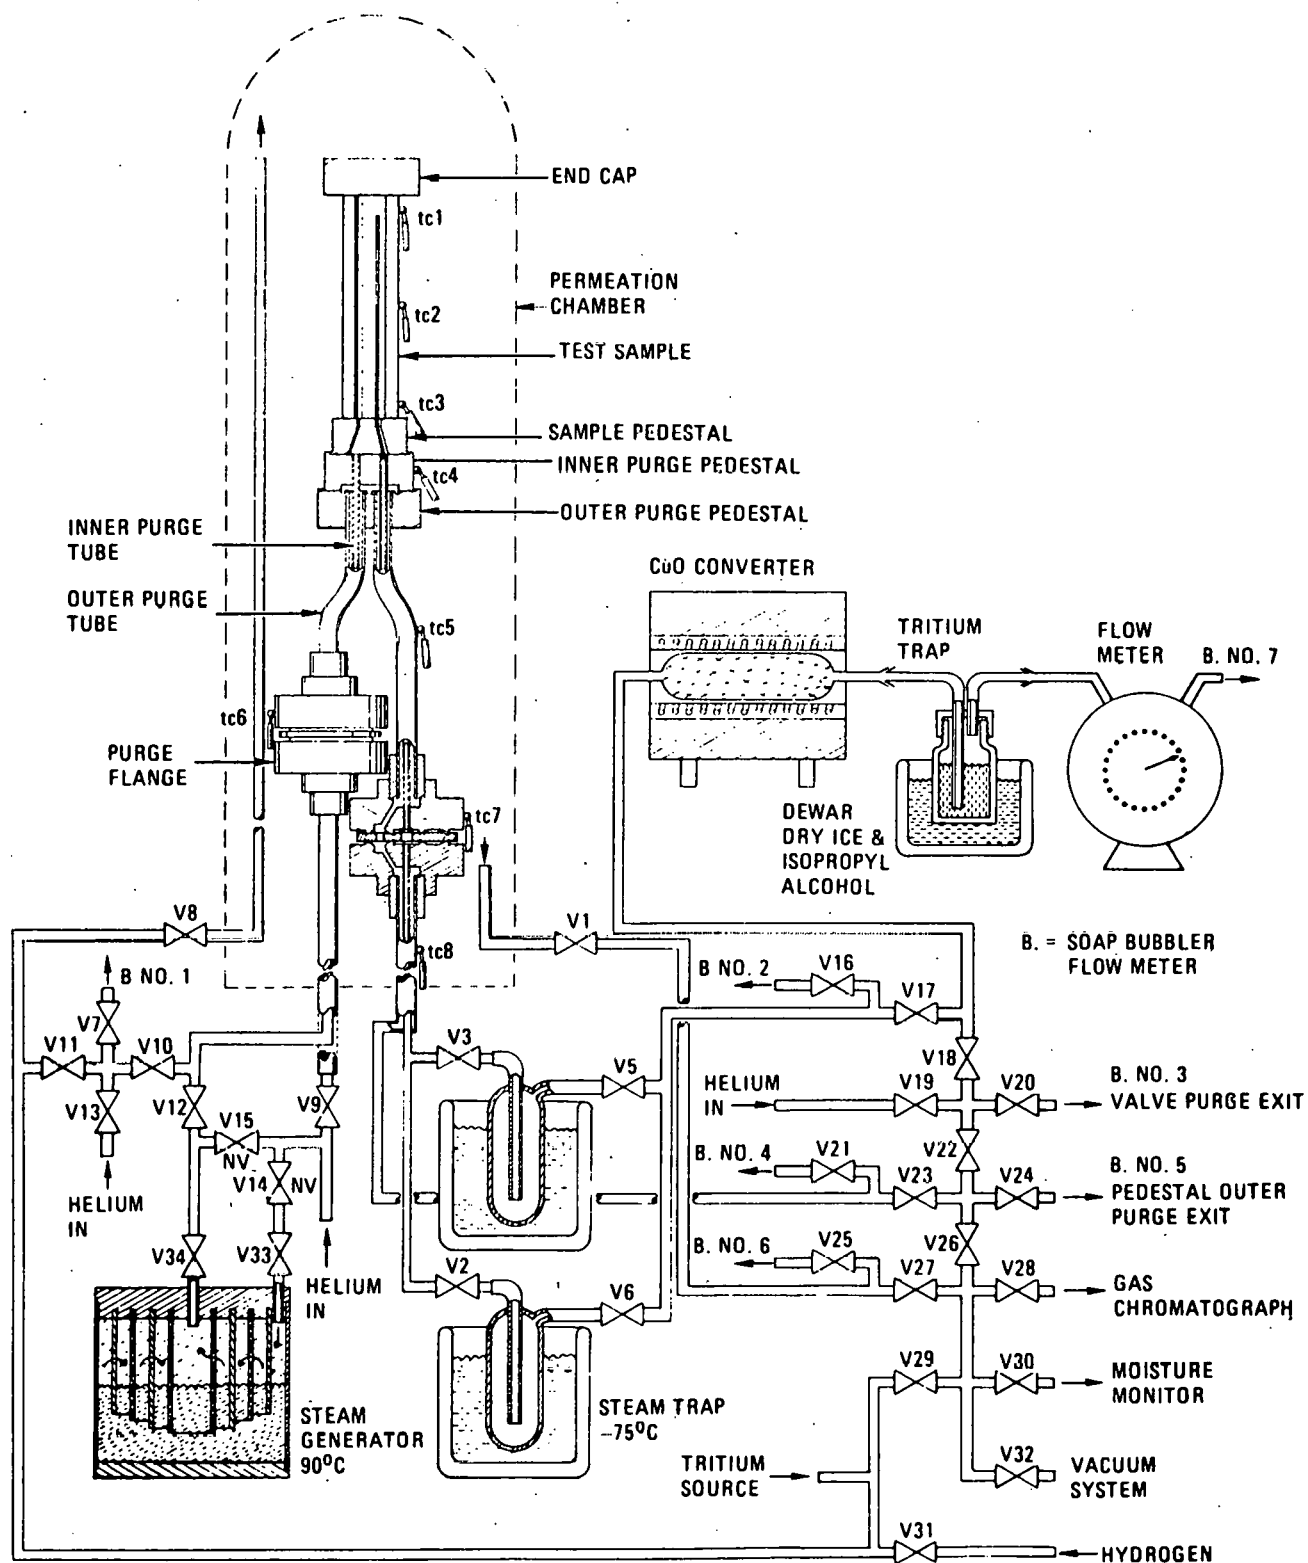 END CAP
tc1
PERMEATION
CHAMBER
tc2
TEST SAMPLE
tc3
SAMPLE PEDESTAL
INNER PURGE PEDESTAL
tc4
OUTER PURGE PEDESTAL
INNER PURGE
TUBE
OUTER PURGE
TUBE
tc5
tc6
PURGE
FLANGE
tc7
tc8
CuO CONVERTER
TRITIUM
TRAP
FLOW
METER
B. NO. 7
DEWAR
DRY ICE &
ISOPROPYL
ALCOHOL
B. = SOAP BUBBLER
FLOW METER
V8
B NO. 1
V7
V11
V10
V13
V12
V9
V15
NV
V14
NV
HELIUM
IN
V34
V33
HELIUM
IN
STEAM
GENERATOR
90°C
V1
V3
V5
V2
V6
STEAM TRAP
-75°C
B NO. 2
V16
V17
V18
HELIUM
IN
V19
V20
B. NO. 3
VALVE PURGE EXIT
B. NO. 4
V21
V22
V23
V24
B. NO. 5
PEDESTAL OUTER
PURGE EXIT
B. NO. 6
V25
V26
V27
V28
GAS
CHROMATOGRAPH
V29
V30
MOISTURE
MONITOR
TRITIUM
SOURCE
V32
VACUUM
SYSTEM
V31
HYDROGEN